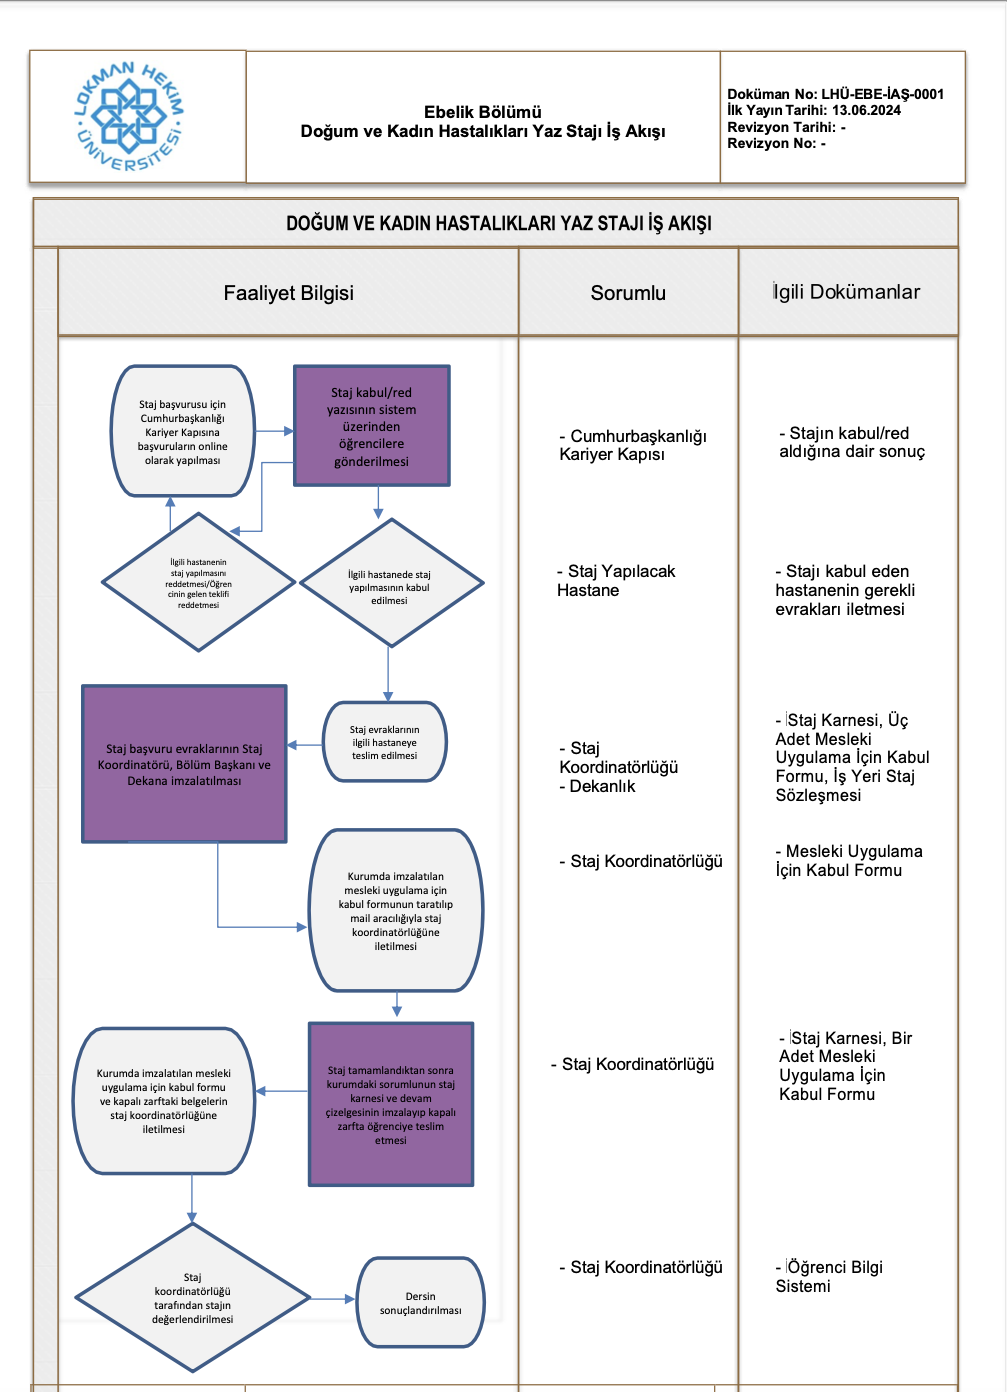 LOKMAN HEKİM
ÜNİVERSİTESİ
Ebelik Bölümü
Doğum ve Kadın Hastalıkları Yaz Stajı İş Akışı
Doküman No: LHÜ-EBE-İAŞ-0001
İlk Yayın Tarihi: 13.06.2024
Revizyon Tarihi: -
Revizyon No: -
DOĞUM VE KADIN HASTALIKLARI YAZ STAJI İŞ AKIŞI
Faaliyet Bilgisi
Sorumlu
İlgili Dokümanlar
Staj başvurusu için
Cumhurbaşkanlığı
Kariyer Kapısına
başvuruların online
olarak yapılması
Staj kabul/red
yazısının sistem
üzerinden
öğrencilere
gönderilmesi
- Cumhurbaşkanlığı
Kariyer Kapısı
- Stajın kabul/red
aldığına dair sonuç
İlgili hastanenin
staj yapılmasını
reddetmesi/Öğren
cinin gelen teklifi
reddetmesi
İlgili hastanede staj
yapılmasının kabul
edilmesi
- Staj Yapılacak
Hastane
- Stajı kabul eden
hastanenin gerekli
evrakları iletmesi
Staj evraklarının
ilgili hastaneye
teslim edilmesi
Staj başvuru evraklarının Staj
Koordinatörü, Bölüm Başkanı ve
Dekana imzalatılması
- Staj
Koordinatörlüğü
- Dekanlık
- Staj Karnesi, Üç
Adet Mesleki
Uygulama İçin Kabul
Formu, İş Yeri Staj
Sözleşmesi
Kurumda imzalatılan
mesleki uygulama için
kabul formunun taratılıp
mail aracılığıyla staj
koordinatörlüğüne
iletilmesi
- Staj Koordinatörlüğü
- Mesleki Uygulama
İçin Kabul Formu
Staj tamamlandıktan sonra
kurumdaki sorumlunun staj
karnesi ve devam
çizelgesinin imzalayıp kapalı
zarfta öğrenciye teslim
etmesi
Kurumda imzalatılan mesleki
uygulama için kabul formu
ve kapalı zarftaki belgelerin
staj koordinatörlüğüne
iletilmesi
- Staj Koordinatörlüğü
- Staj Karnesi, Bir
Adet Mesleki
Uygulama İçin
Kabul Formu
Staj
koordinatörlüğü
tarafından stajın
değerlendirilmesi
Dersin
sonuçlandırılması
- Staj Koordinatörlüğü
- Öğrenci Bilgi
Sistemi